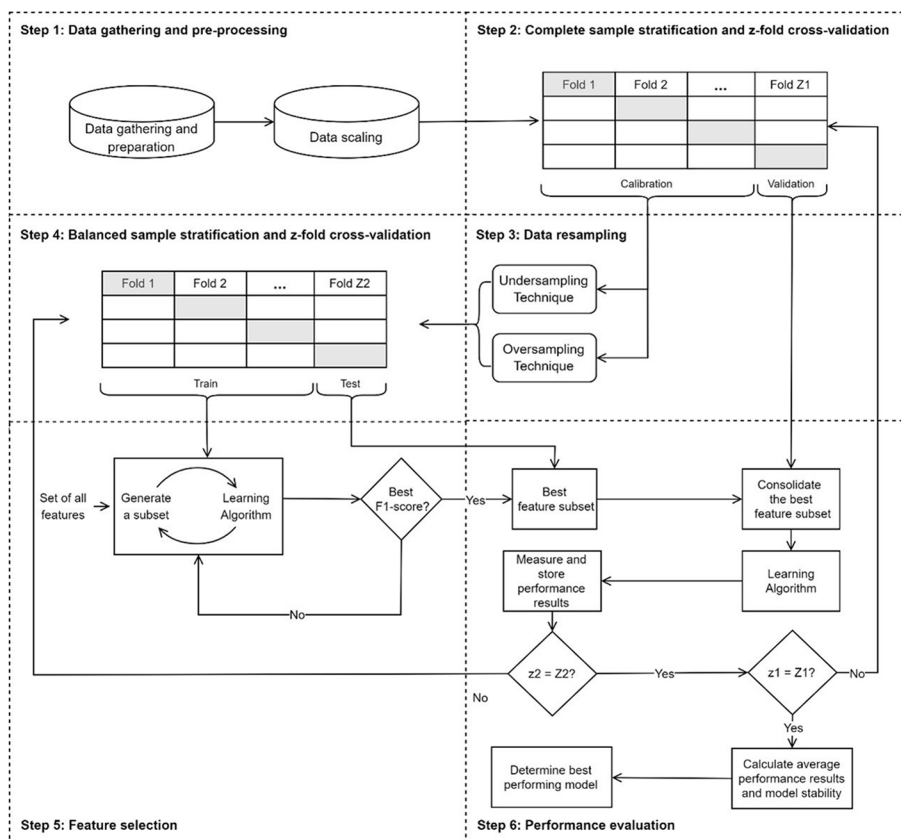 Step 1: Data gathering and pre-processing
Data gathering and
preparation
Data scaling
Step 2: Complete sample stratification and z-fold cross-validation
Fold 1
Fold 2
...
Fold Z1
Calibration
Validation
Step 4: Balanced sample stratification and z-fold cross-validation
Fold 1
Fold 2
...
Fold Z2
Train
Test
Step 3: Data resampling
Undersampling
Technique
Oversampling
Technique
Set of all
features
Generate
a subset
Learning
Algorithm
Best
F1-score?
Yes
No
Best
feature subset
Consolidate
the best
feature subset
Measure and
store
performance
results
Learning
Algorithm
z2 = Z2?
Yes
No
z1 = Z1?
No
Yes
Determine best
performing model
Calculate average
performance results
and model stability
Step 5: Feature selection
Step 6: Performance evaluation